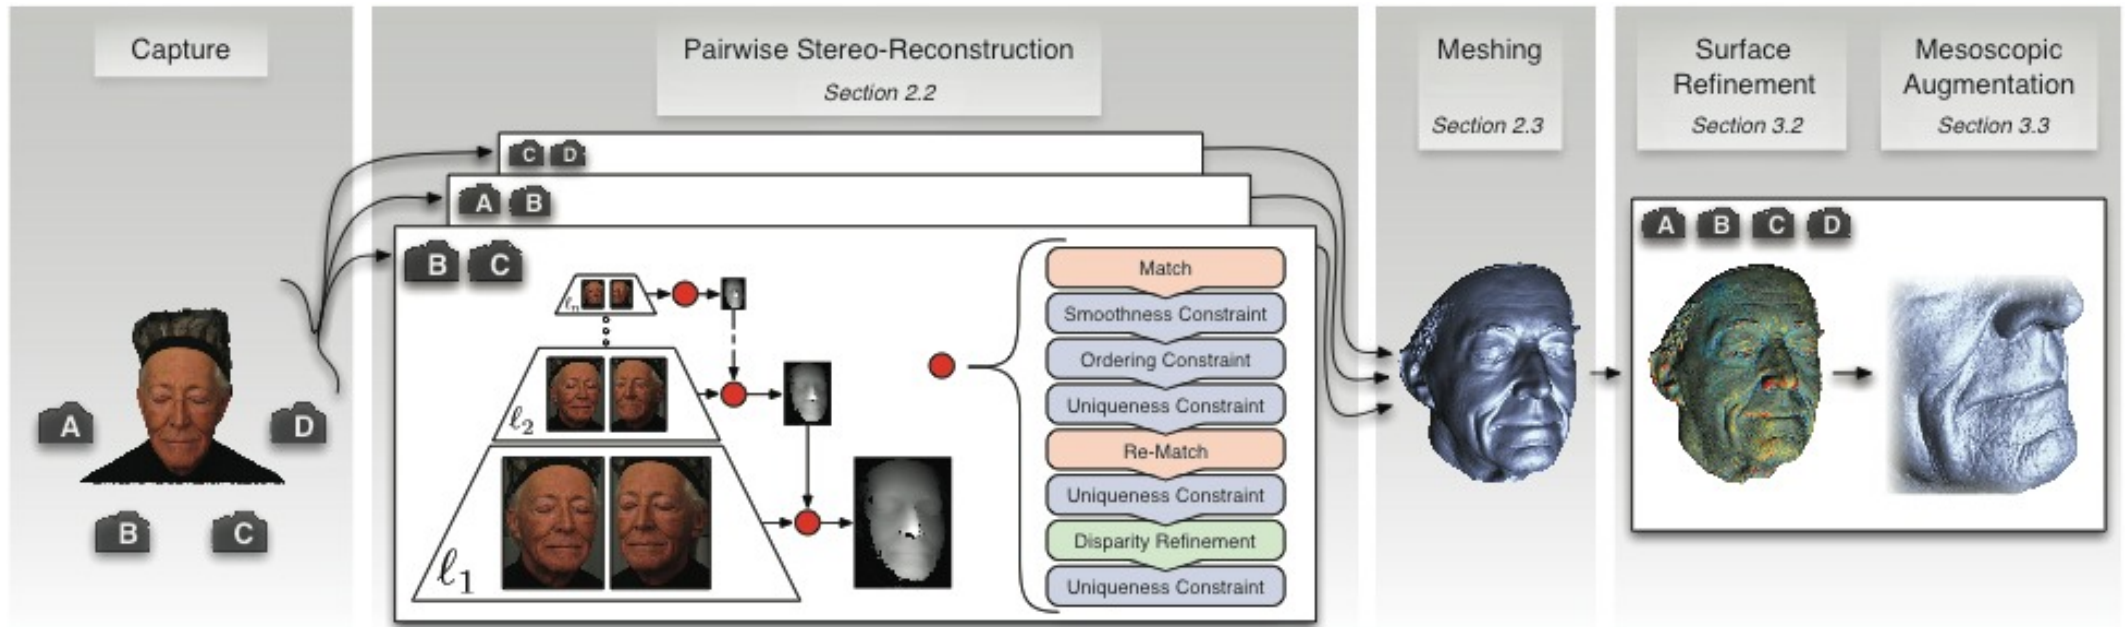 Capture
A
D
B
C
Pairwise Stereo-Reconstruction
Section 2.2
C D
A B
B C
ℓn
ℓ2
ℓ1
Match
Smoothness Constraint
Ordering Constraint
Uniqueness Constraint
Re-Match
Uniqueness Constraint
Disparity Refinement
Uniqueness Constraint
Meshing
Section 2.3
Surface
Refinement
Section 3.2
Mesoscopic
Augmentation
Section 3.3
A B C D